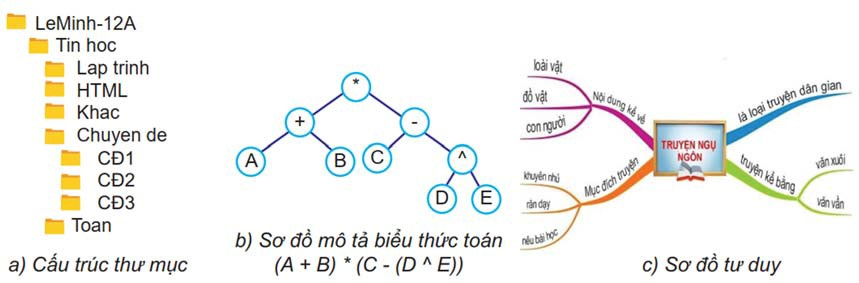 LeMinh-12A
Tin hoc
Lap trinh
HTML
Khac
Chuyen de
CĐ1
CĐ2
CĐ3
Toan
a) Cấu trúc thư mục
*
+
-
A
B
C
^
D
E
b) Sơ đồ mô tả biểu thức toán
(A + B) * (C - (D ^ E))
loài vật
đồ vật
con người
Nội dung kể về
khuyên nhủ
răn dạy
nêu bài học
Mục đích truyện
TRUYỆN NGỤ
NGÔN
là loại truyện dân gian
truyện kể bằng
văn xuôi
văn vần
c) Sơ đồ tư duy